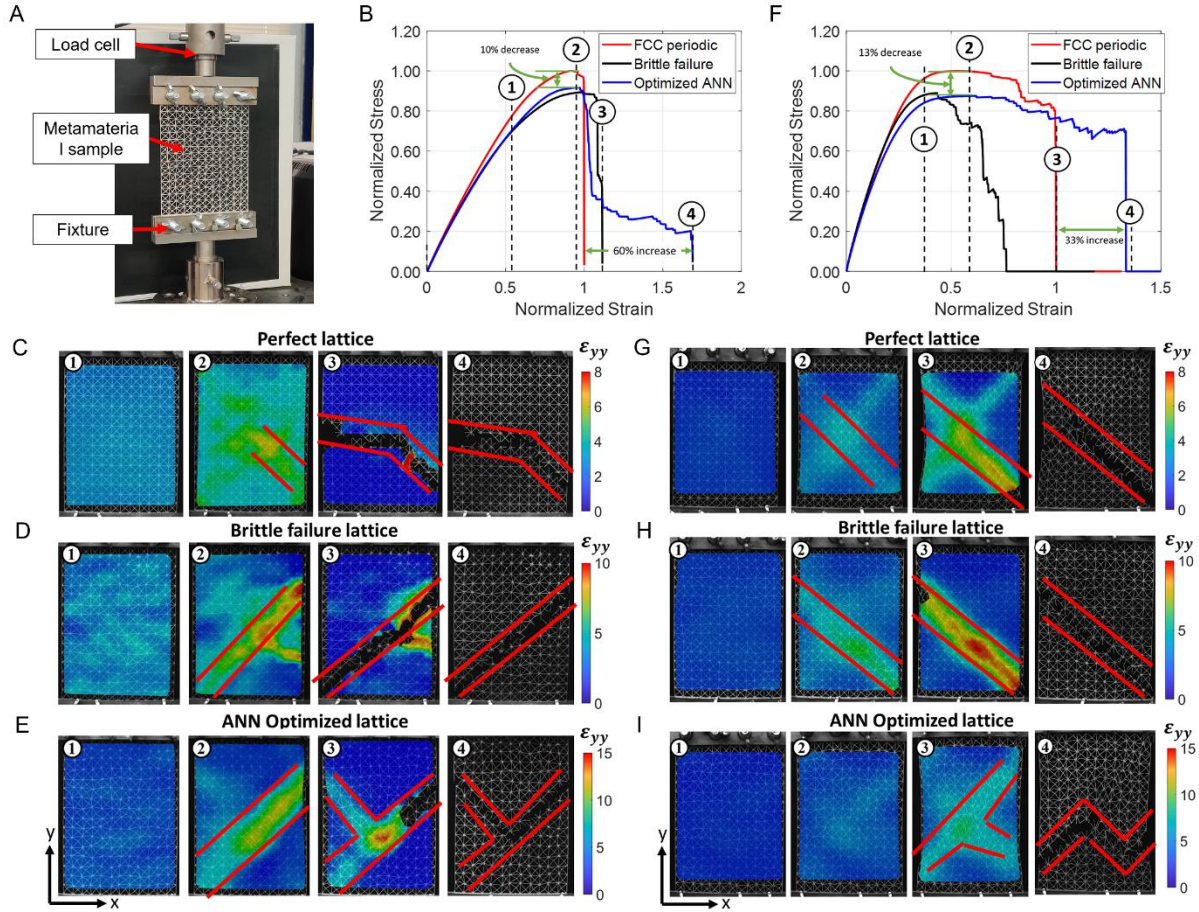 A
Load cell
Metamateria
l sample
Fixture
B
1.20
1.00
0.80
0.60
0.40
0.20
0.00
Normalized Stress
10% decrease
1
2
3
4
FCC periodic
Brittle failure
Optimized ANN
60% increase
0
0.5
1
1.5
2
Normalized Strain
F
1.20
1.00
0.80
0.60
0.40
0.20
0.00
Normalized Stress
13% decrease
1
2
3
4
FCC periodic
Brittle failure
Optimized ANN
33% increase
0
0.5
1
1.5
Normalized Strain
C
Perfect lattice
1
2
3
4
εyy
8
6
4
2
0
D
Brittle failure lattice
1
2
3
4
εyy
10
5
0
E
ANN Optimized lattice
1
2
3
4
εyy
15
10
5
0
y
x
G
Perfect lattice
1
2
3
4
εyy
8
6
4
2
0
H
Brittle failure lattice
1
2
3
4
εyy
10
5
0
I
ANN Optimized lattice
1
2
3
4
εyy
15
10
5
0
y
x